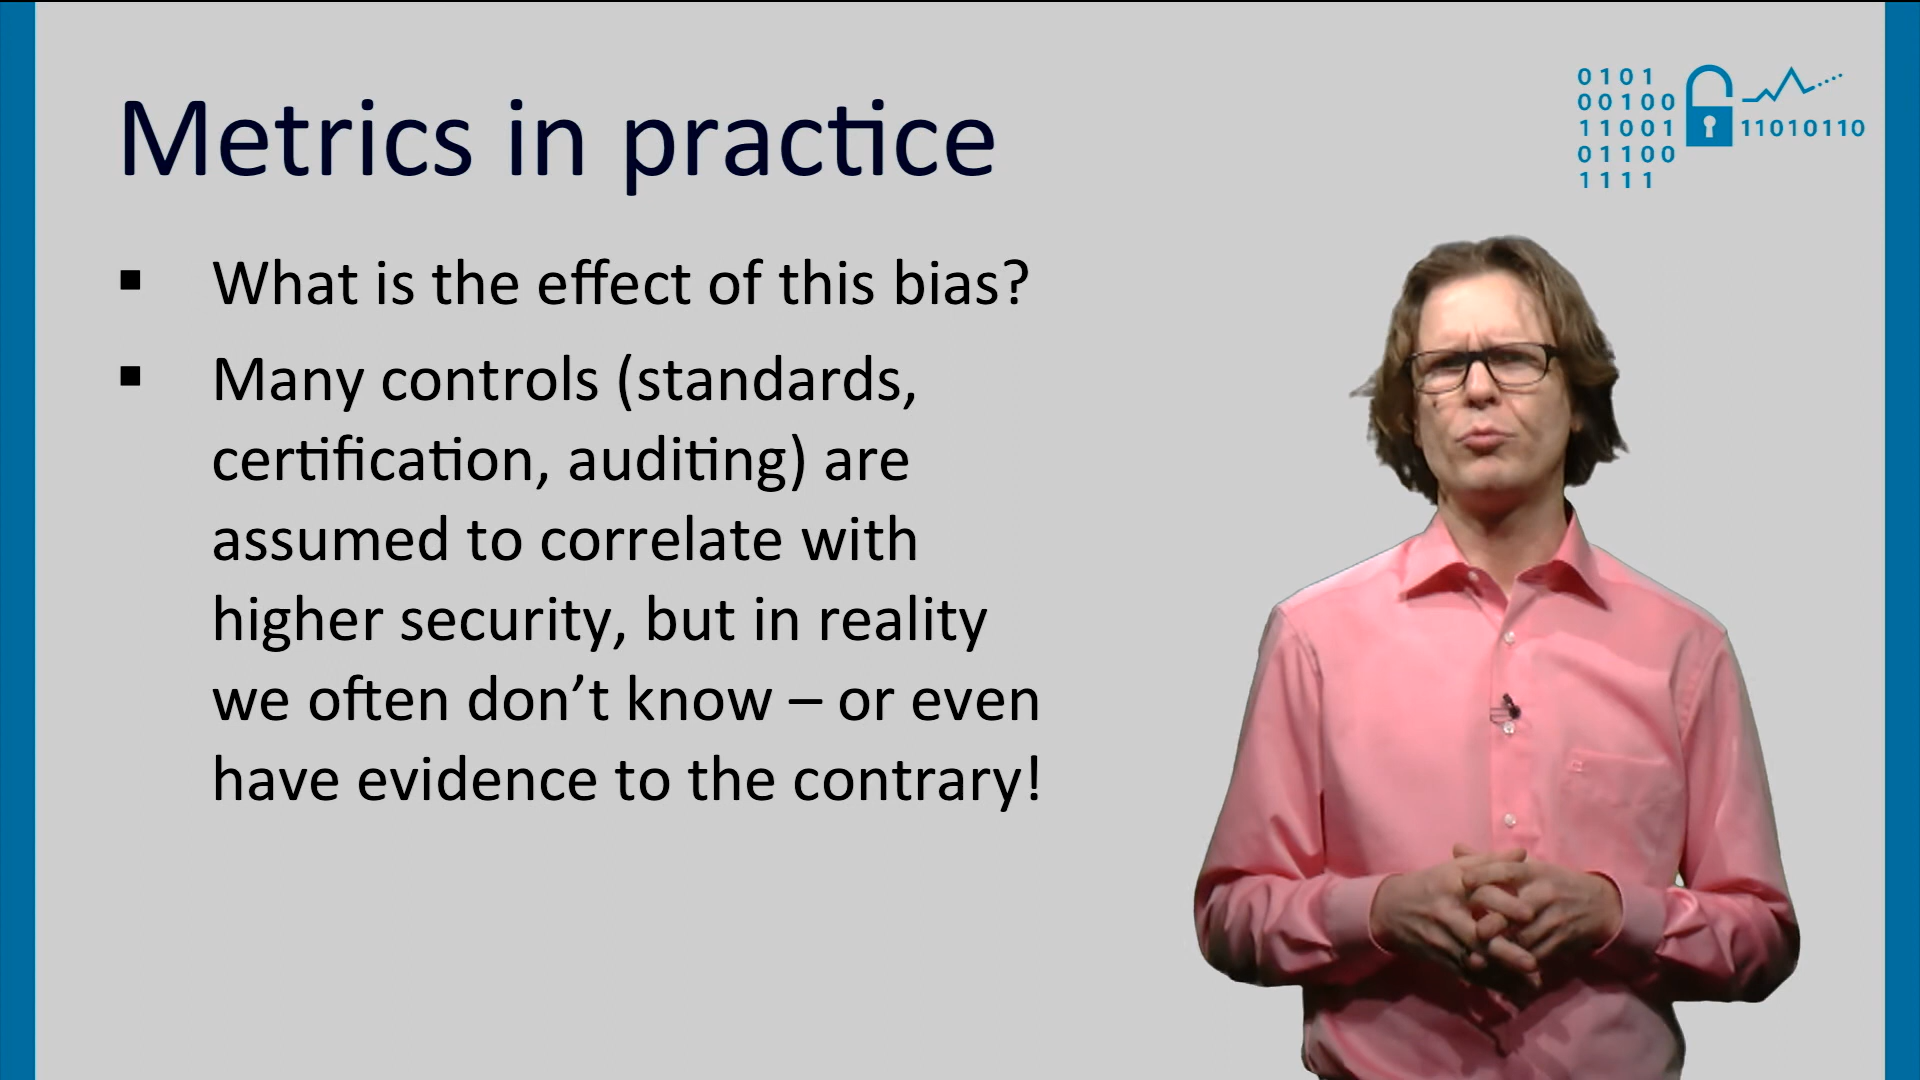 Metrics in practice
0101
00100
11001
01100
1111
11010110
▪ What is the effect of this bias?
▪ Many controls (standards,
certification, auditing) are
assumed to correlate with
higher security, but in reality
we often don’t know – or even
have evidence to the contrary!